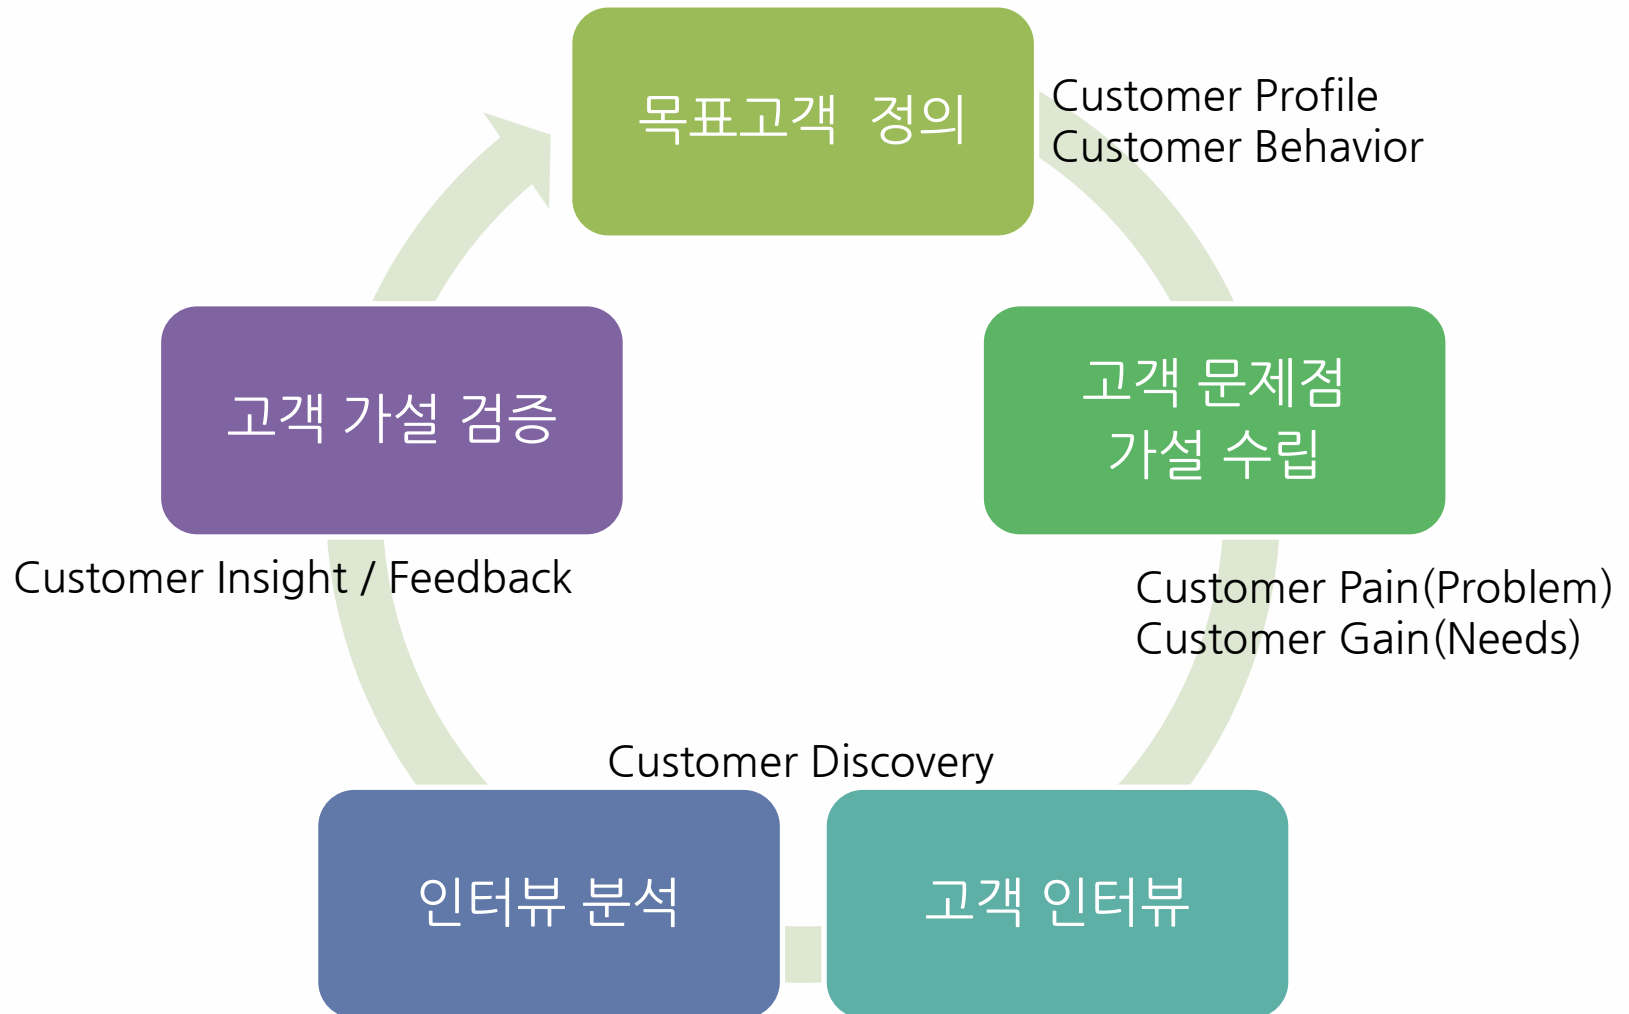 목표고객 정의
Customer Profile
Customer Behavior
고객 문제점
가설 수립
Customer Pain(Problem)
Customer Gain(Needs)
고객 인터뷰
Customer Discovery
인터뷰 분석
Customer Insight / Feedback
고객 가설 검증